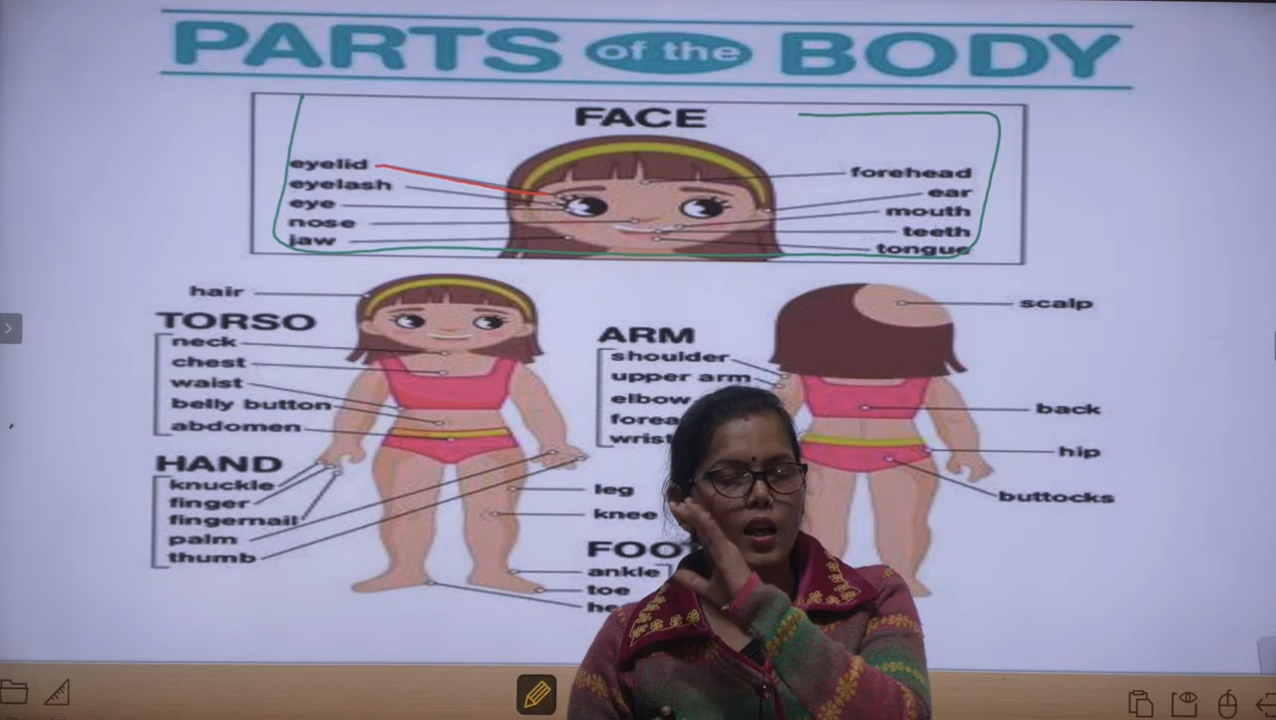 PARTS of the BODY
FACE
eyelid
eyelash
eye
nose
jaw
forehead
ear
mouth
teeth
tongue
hair
TORSO
neck
chest
waist
belly button
abdomen
HAND
knuckle
finger
fingernail
palm
thumb
ARM
shoulder
upper arm
elbow
wrist
leg
knee
ankle
toe
scalp
back
hip
buttocks